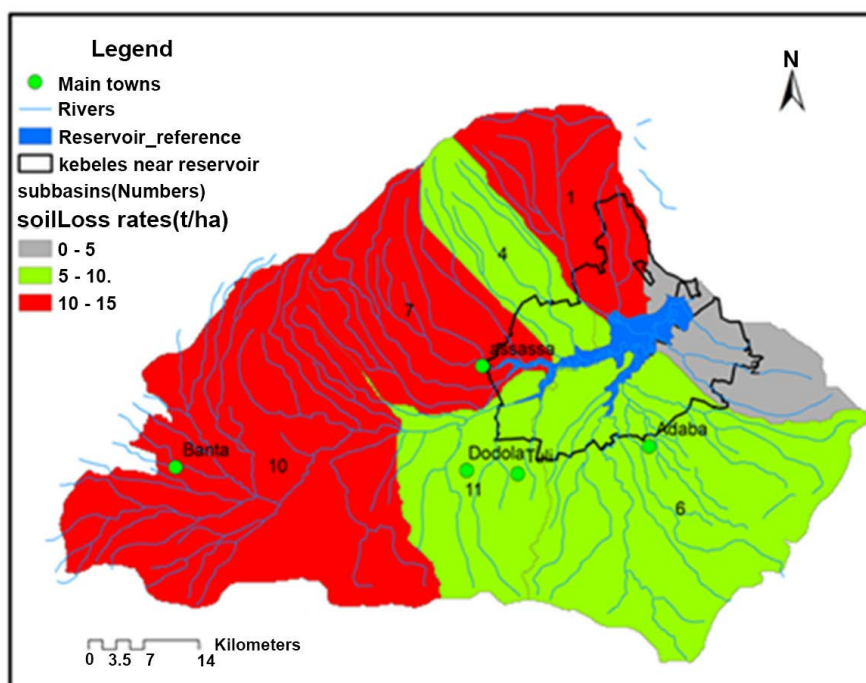 Legend
Main towns
Rivers
Reservoir_reference
kebeles near reservoir
subbasins(Numbers)
soilLoss rates(t/ha)
0 - 5
5 - 10.
10 - 15
N
1
4
7
assassa
2
Banta
10
Dodola
Adaba
11
6
Kilometers
0 3.5 7 14